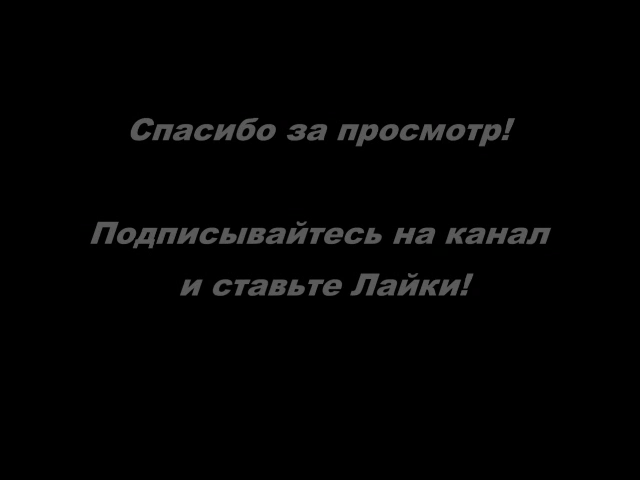 Спасибо за просмотр!
Подписывайтесь на канал
и ставьте Лайки!